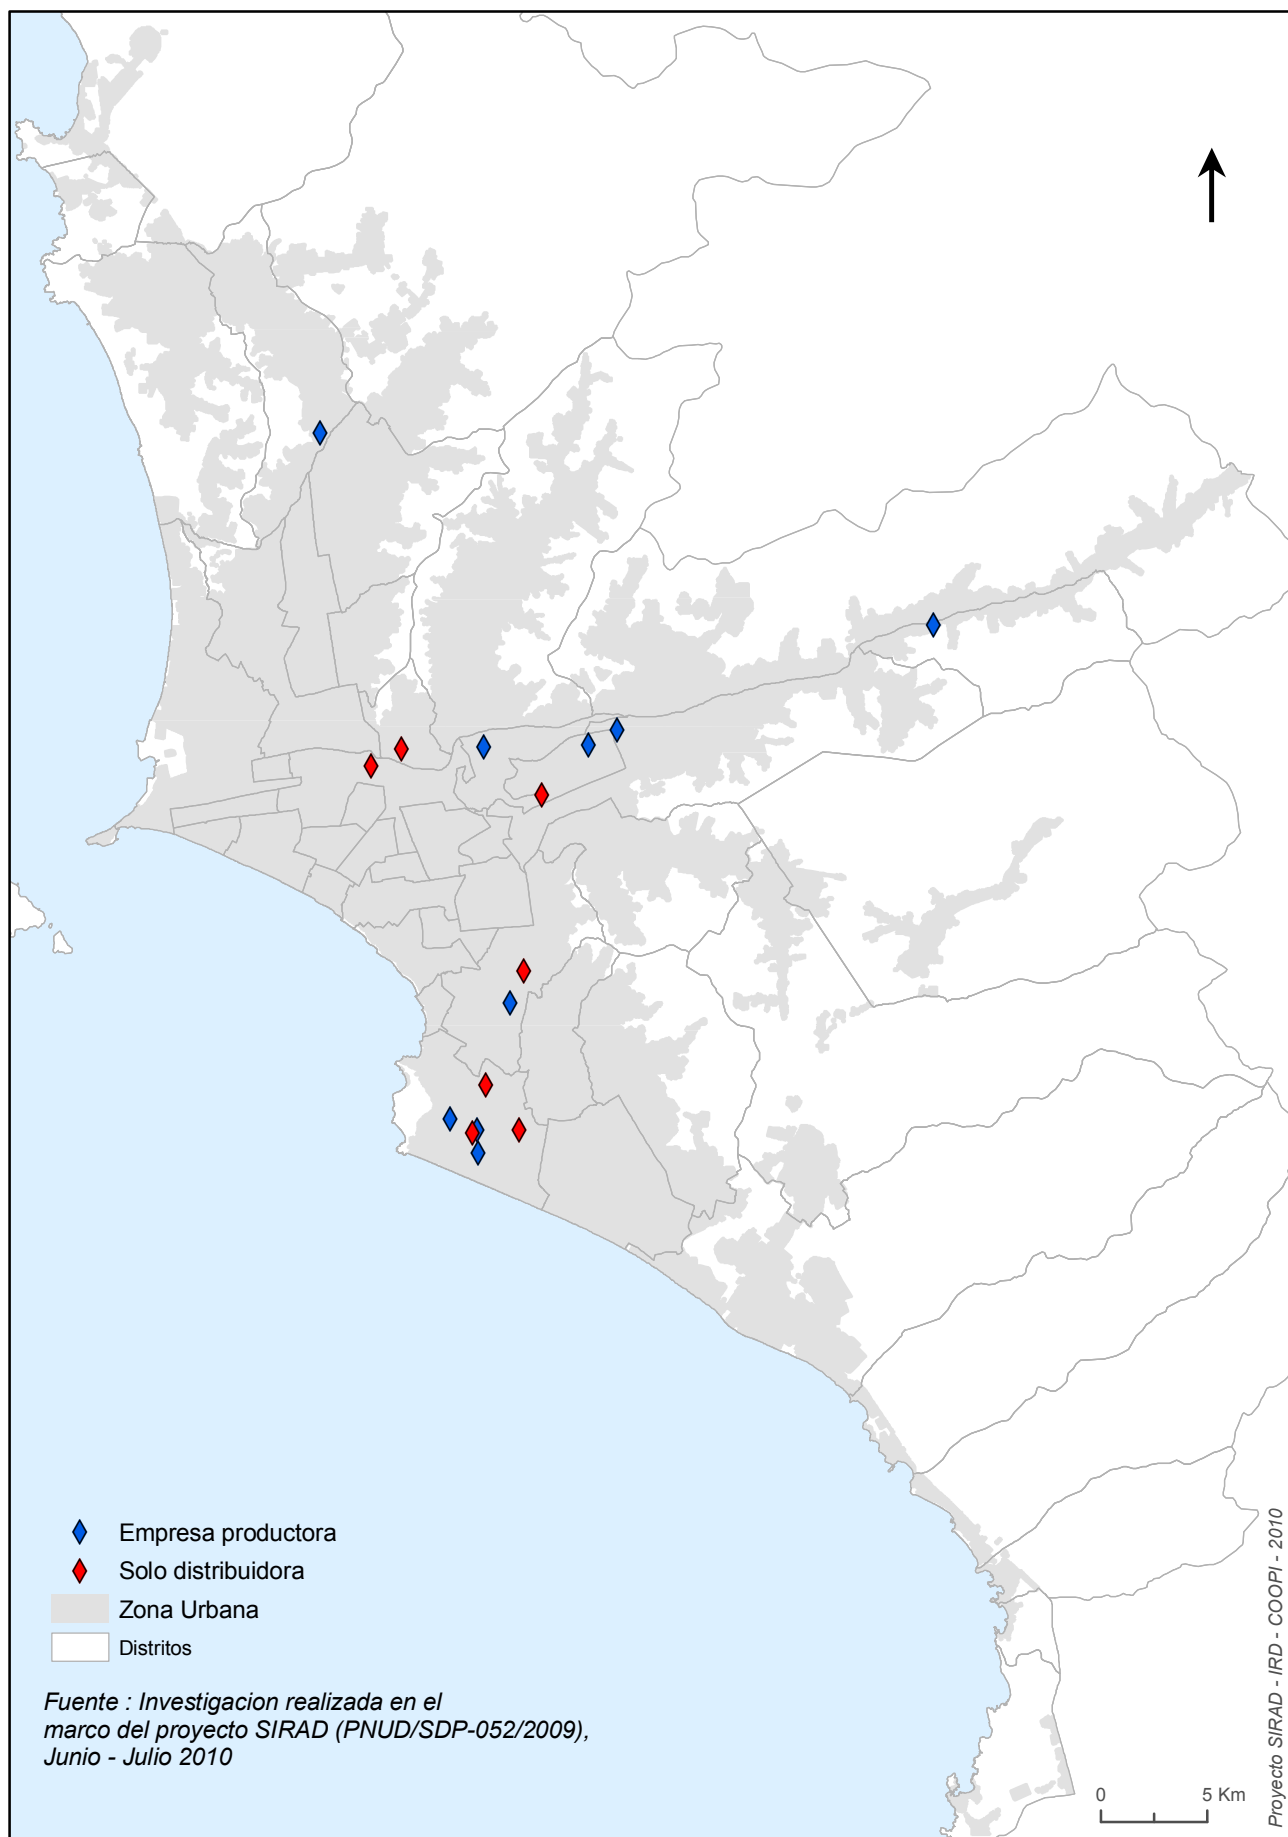 Empresa productora
Solo distribuidora
Zona Urbana
Distritos
Fuente : Investigacion realizada en el
marco del proyecto SIRAD (PNUD/SDP-052/2009),
Junio - Julio 2010
0 5 Km
Proyecto SIRAD - IRD - COOPI - 2010